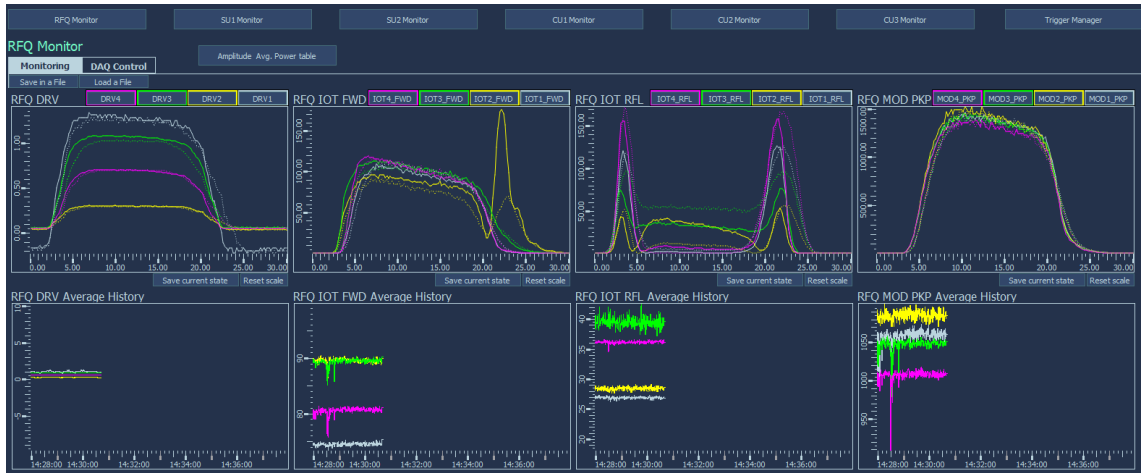 RFQ Monitor SU1 Monitor SU2 Monitor CU1 Monitor CU2 Monitor CU3 Monitor Trigger Manager
RFQ Monitor
Amplitude Avg. Power table
Monitoring DAQ Control
Save in a File Load a File
RFQ DRV DRV4 DRV3 DRV2 DRV1
RFQ IOT FWD IOT4_FWD IOT3_FWD IOT2_FWD IOT1_FWD
RFQ IOT RFL IOT4_RFL IOT3_RFL IOT2_RFL IOT1_RFL
RFQ MOD PKP MOD4_PKP MOD3_PKP MOD2_PKP MOD1_PKP
1.00
0.50
0.00
0.00 5.00 10.00 15.00 20.00 25.00 30.00
150.00
100.00
50.00
0.00 5.00 10.00 15.00 20.00 25.00 30.00
150.00
100.00
50.00
0.00 5.00 10.00 15.00 20.00 25.00 30.00
1500.00
1000.00
500.00
0.00 5.00 10.00 15.00 20.00 25.00 30.00
Save current state Reset scale
Save current state Reset scale
Save current state Reset scale
Save current state Reset scale
RFQ DRV Average History
10
5
0
-5
14:28:00 14:30:00 14:32:00 14:34:00 14:36:00
RFQ IOT FWD Average History
90
80
14:28:00 14:30:00 14:32:00 14:34:00 14:36:00
RFQ IOT RFL Average History
40
35
30
25
20
14:28:00 14:30:00 14:32:00 14:34:00 14:36:00
RFQ MOD PKP Average History
1050
1000
950
14:28:00 14:30:00 14:32:00 14:34:00 14:36:00